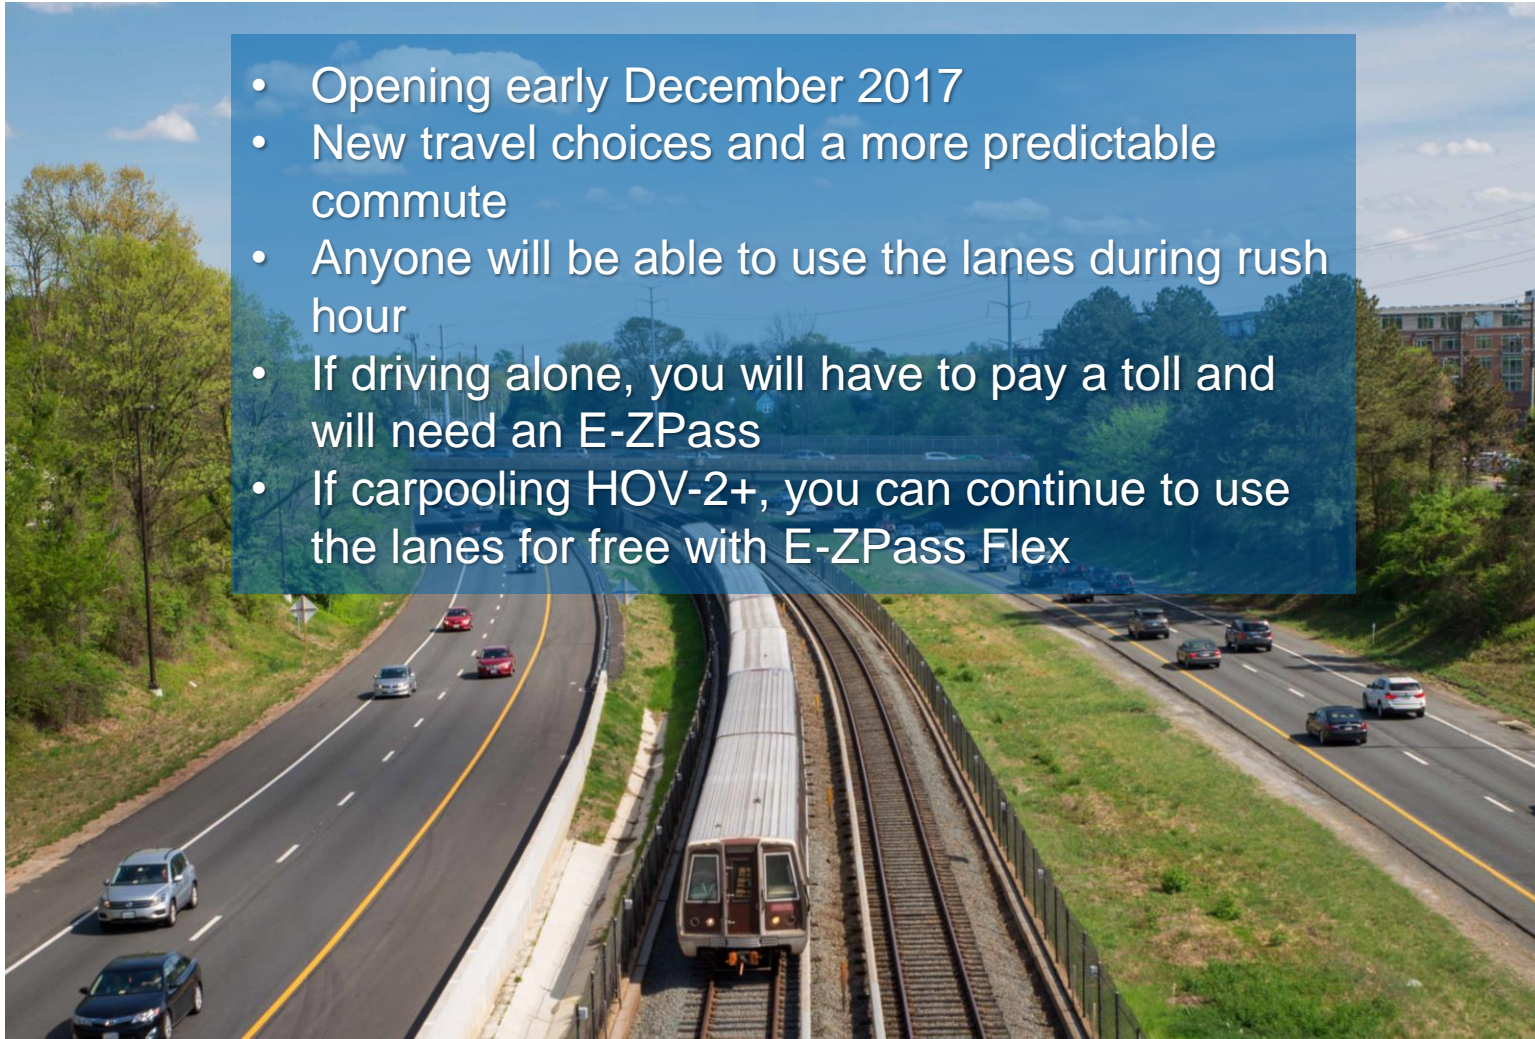 • Opening early December 2017
• New travel choices and a more predictable
commute
• Anyone will be able to use the lanes during rush
hour
• If driving alone, you will have to pay a toll and
will need an E-ZPass
• If carpooling HOV-2+, you can continue to use
the lanes for free with E-ZPass Flex